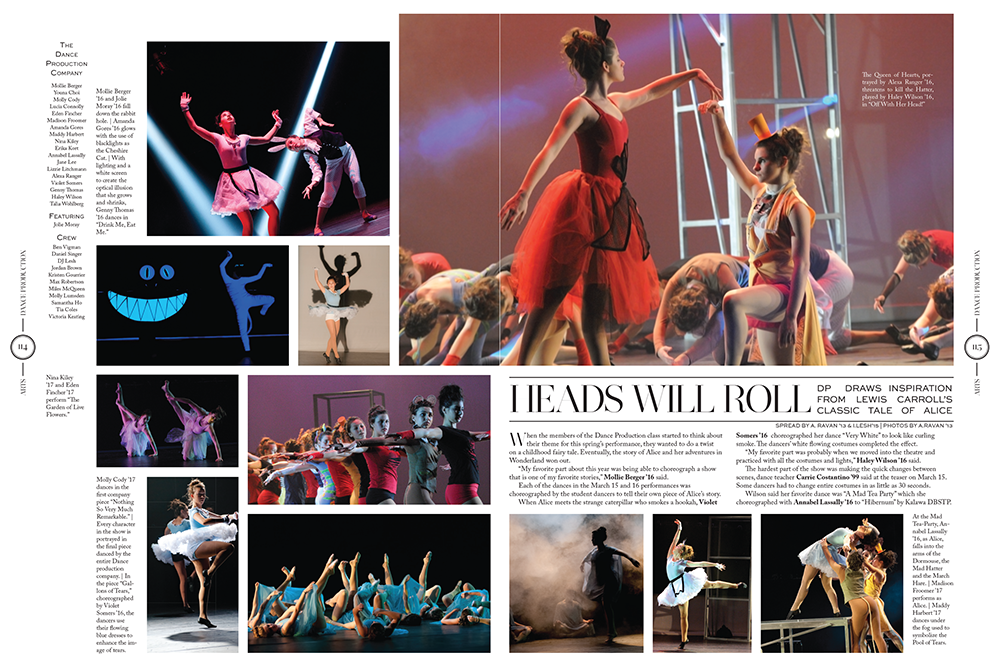 THE
DANCE
PRODUCTION
COMPANY
Mollie Berger
Youna Choi
Molly Cody
Lucia Connolly
Eden Fincher
Madison Froomer
Amanda Gores
Maddy Harbert
Nina Kiley
Erika Kort
Annabel Lassally
Jane Lee
Lizzie Litchmann
Alexa Ranger
Violet Somers
Genny Thomas
Haley Wilson
Talia Wohlberg
FEATURING
Jolie Moray
CREW
Ben Vigman
Daniel Singer
DJ Lesh
Jordan Brown
Kristen Gourrier
Max Robertson
Miles McQueen
Molly Lumsden
Samantha Ho
Tia Coles
Victoria Keating
Mollie Berger
'16 and Jolie
Moray '16 fall
down the rabbit
hole. | Amanda
Gores '16 glows
with the use of
blacklights as
the Cheshire
Cat. | With
lighting and a
white screen
to create the
optical illusion
that she grows
and shrinks,
Genny Thomas
'16 dances in
"Drink Me, Eat
Me."
The Queen of Hearts, por-
trayed by Alexa Ranger '16,
threatens to kill the Hatter,
played by Haley Wilson '16,
in "Off With Her Head!"
ARTS
114
DANCE PRODUCTION
Nina Kiley
'17 and Eden
Fincher '17
perform "The
Garden of Live
Flowers."
Molly Cody '17
dances in the
first company
piece "Nothing
So Very Much
Remarkable." |
Every character
in the show is
portrayed in
the final piece
danced by the
entire Dance
production
company. | In
the piece "Gal-
lons of Tears,"
choreographed
by Violet
Somers '16, the
dancers use
their flowing
blue dresses to
enhance the im-
age of tears.
HEADS WILL ROLL
DP DRAWS INSPIRATION
FROM LEWIS CARROLL'S
CLASSIC TALE OF ALICE
SPREAD BY A. RAVAN '13 & I.LESH'15 | PHOTOS BY A.RAVAN '13
When the members of the Dance Production class started to think about
their theme for this spring's performance, they wanted to do a twist
on a childhood fairy tale. Eventually, the story of Alice and her adventures in
Wonderland won out.
"My favorite part about this year was being able to choreograph a show
that is one of my favorite stories," Mollie Berger '16 said.
Each of the dances in the March 15 and 16 performances was
choreographed by the student dancers to tell their own piece of Alice's story.
When Alice meets the strange caterpillar who smokes a hookah, Violet
Somers '16 choreographed her dance "Very White" to look like curling
smoke. The dancers' white flowing costumes completed the effect.
"My favorite part was probably when we moved into the theatre and
practiced with all the costumes and lights," Haley Wilson '16 said.
The hardest part of the show was making the quick changes between
scenes, dance teacher Carrie Costantino '99 said at the teaser on March 15.
Some dancers had to change entire costumes in as little as 30 seconds.
Wilson said her favorite dance was "A Mad Tea Party" which she
choreographed with Annabel Lassally '16 to "Hibernum" by Kalawa DBSTP.
At the Mad
Tea-Party, An-
nabel Lassally
'16, as Alice,
falls into the
arms of the
Dormouse, the
Mad Hatter
and the March
Hare. | Madison
Froomer '17
performs as
Alice. | Maddy
Harbert '17
dances under
the fog used to
symbolize the
Pool of Tears.
DANCE PRODUCTION
115
ARTS